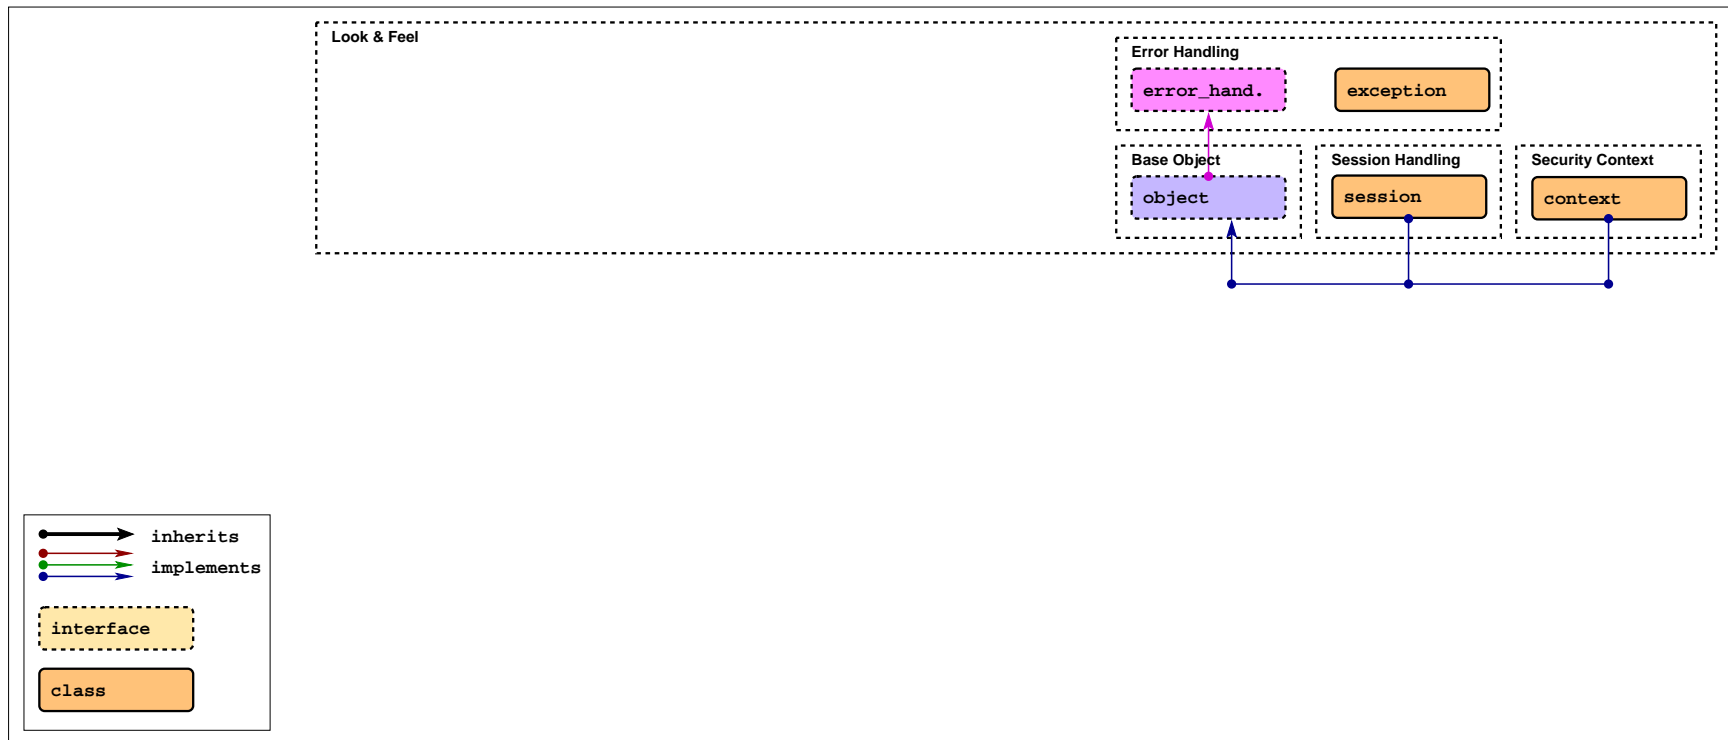 Look & Feel
Error Handling
error_hand.
exception
Base Object
Session Handling
Security Context
object
session
context
inherits
implements
interface
class